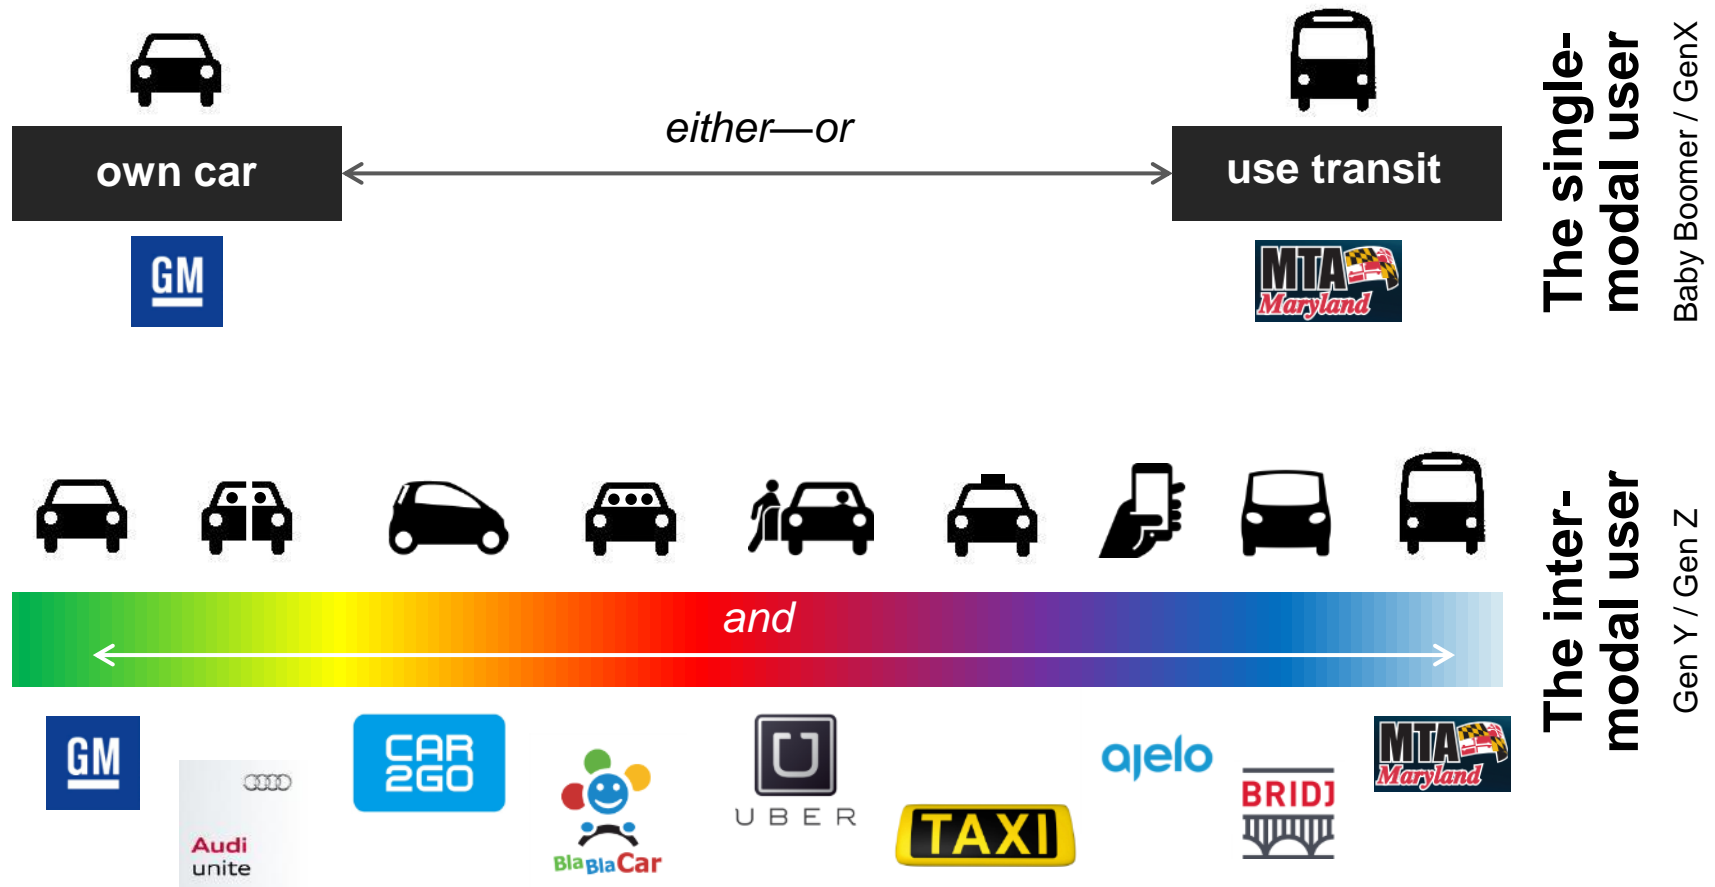 either—or
own car
use transit
GM
MTA
Maryland
The single-
modal user
Baby Boomer / GenX
and
GM
Audi
unite
CAR
2GO
BlaBlaCar
U
UBER
TAXI
ajelo
BRIDJ
MTA
Maryland
The inter-
modal user
Gen Y / Gen Z